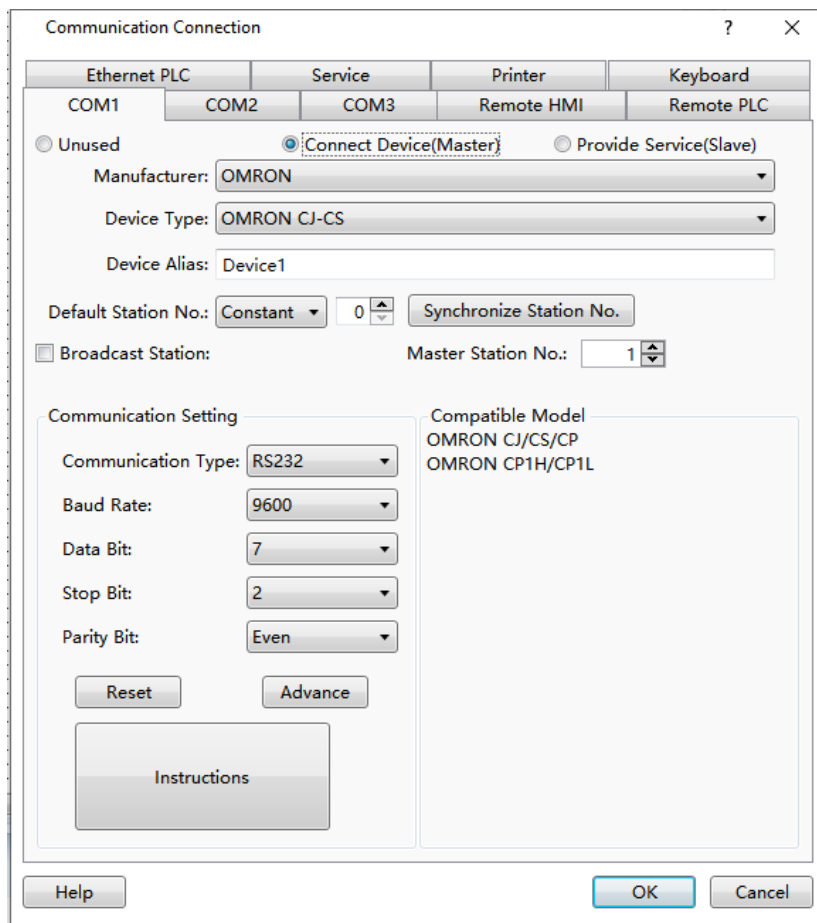 Communication Connection ?
Ethernet PLC Service Printer Keyboard
COM1 COM2 COM3 Remote HMI Remote PLC
Unused Connect Device(Master) Provide Service(Slave)
Manufacturer: OMRON
Device Type: OMRON CJ-CS
Device Alias: Device1
Default Station No.: Constant 0 Synchronize Station No.
Broadcast Station: Master Station No.: 1
Communication Setting Compatible Model
OMRON CJ/CS/CP
Communication Type: RS232 OMRON CP1H/CP1L
Baud Rate: 9600
Data Bit: 7
Stop Bit: 2
Parity Bit: Even
Reset Advance
Instructions
Help OK Cancel